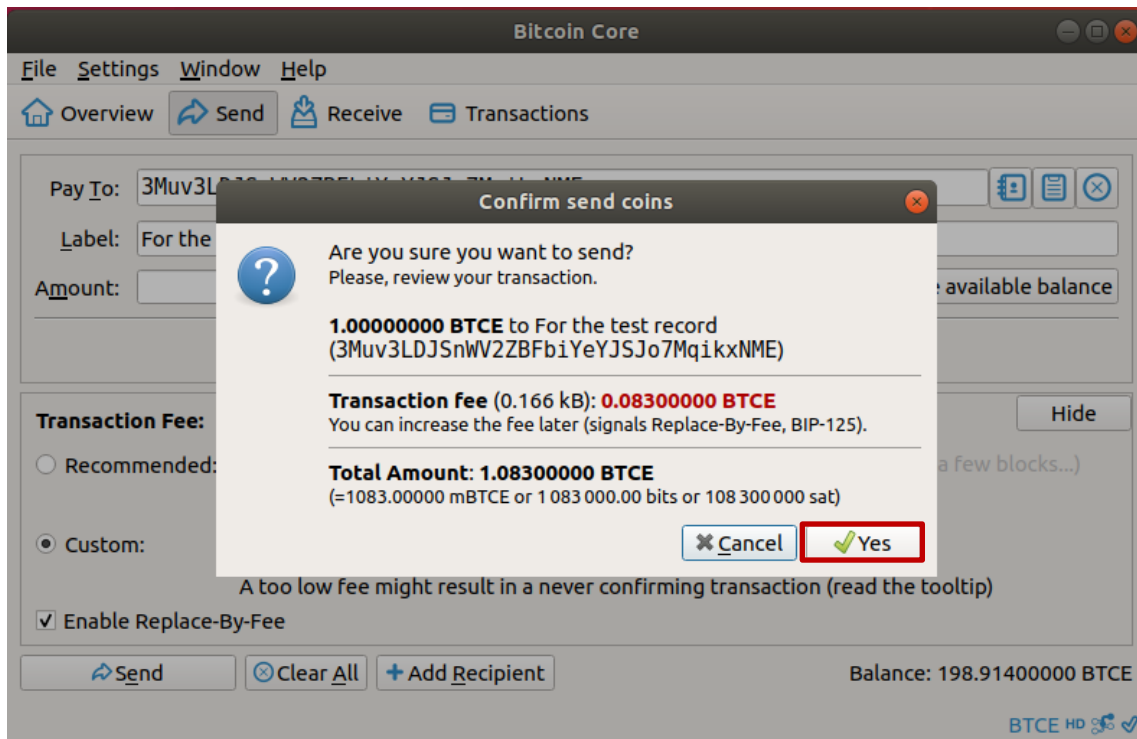 Bitcoin Core
File Settings Window Help
Overview Send Receive Transactions
Pay To: 3Muv3L
Confirm send coins
Label: For the
Are you sure you want to send?
Please, review your transaction.
Amount: available balance
1.00000000 BTCE to For the test record
(3Muv3LDJSnWV2ZBFbiYeYJSJo7MqikxNME)
Transaction fee (0.166 kB): 0.08300000 BTCE
You can increase the fee later (signals Replace-By-Fee, BIP-125).
Transaction Fee: Hide
Recommended: a few blocks...)
Total Amount: 1.08300000 BTCE
(=1083.00000 mBTCE or 1 083 000.00 bits or 108 300 000 sat)
Custom: Cancel Yes
A too low fee might result in a never confirming transaction (read the tooltip)
Enable Replace-By-Fee
Send Clear All Add Recipient Balance: 198.91400000 BTCE
BTCE HD